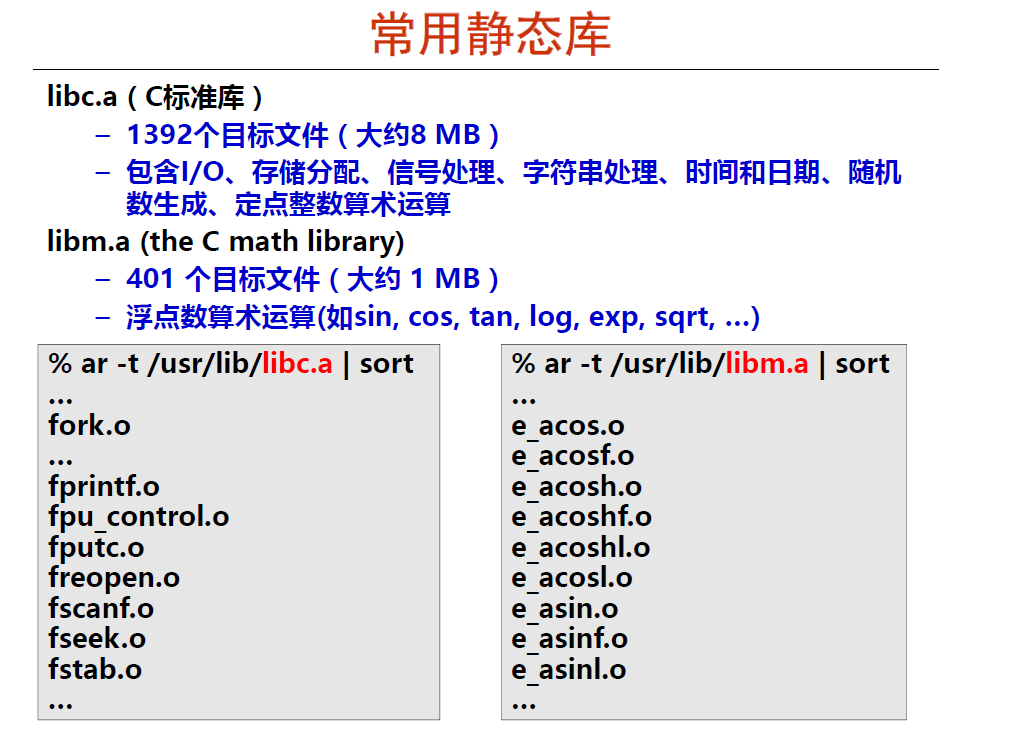 常用静态库
libc.a ( C标准库 )
– 1392个目标文件 ( 大约8 MB )
– 包含I/O、存储分配、信号处理、字符串处理、时间和日期、随机
数生成、定点整数算术运算
libm.a (the C math library)
– 401 个目标文件 ( 大约 1 MB )
– 浮点数算术运算(如sin, cos, tan, log, exp, sqrt, …)
% ar -t /usr/lib/libc.a | sort
…
fork.o
…
fprintf.o
fpu_control.o
fputc.o
freopen.o
fscanf.o
fseek.o
fstab.o
…
% ar -t /usr/lib/libm.a | sort
…
e_acos.o
e_acosf.o
e_acosh.o
e_acoshf.o
e_acoshl.o
e_acosl.o
e_asin.o
e_asinf.o
e_asinl.o
…